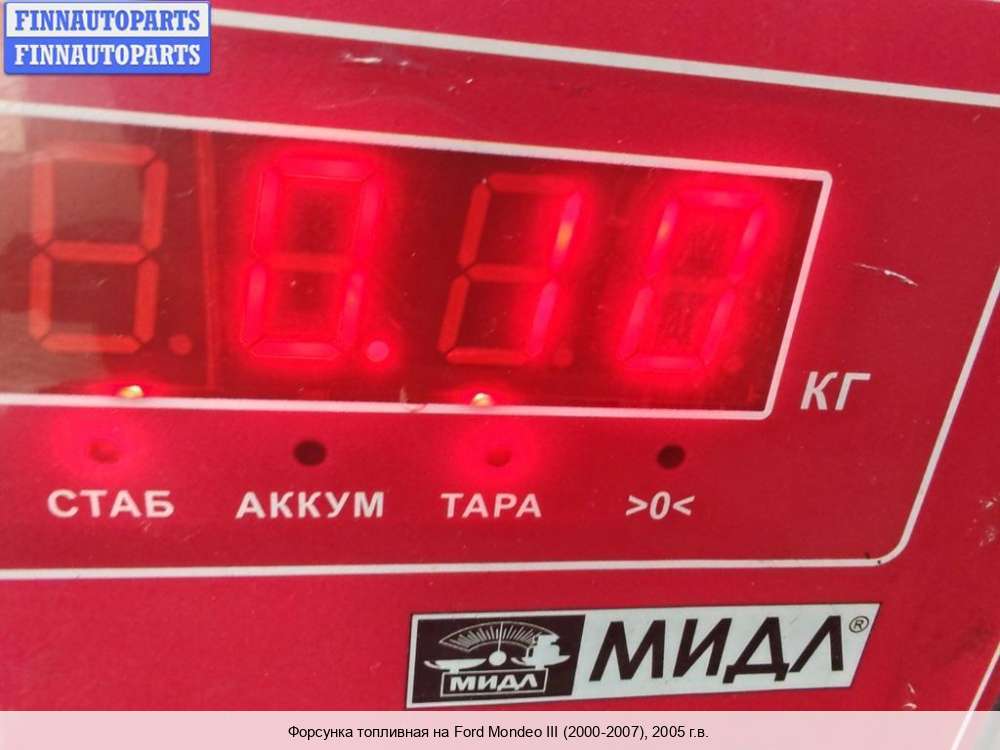 FINNAUTOPARTS
FINNAUTOPARTS
0.10
КГ
СТАБ АККУМ ТАРА >0<
МИДЛ МИДЛ®
Форсунка топливная на Ford Mondeo III (2000-2007), 2005 г.в.